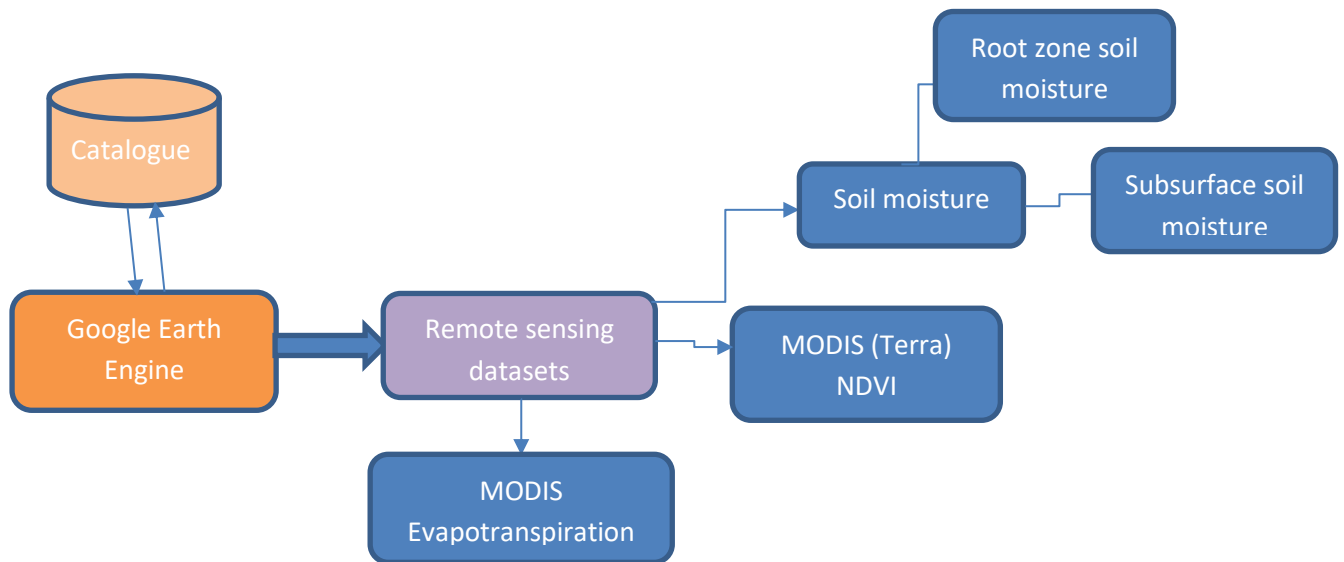 Root zone soil
moisture
Catalogue
Soil moisture
Subsurface soil
moisture
Google Earth
Engine
Remote sensing
datasets
MODIS (Terra)
NDVI
MODIS
Evapotranspiration